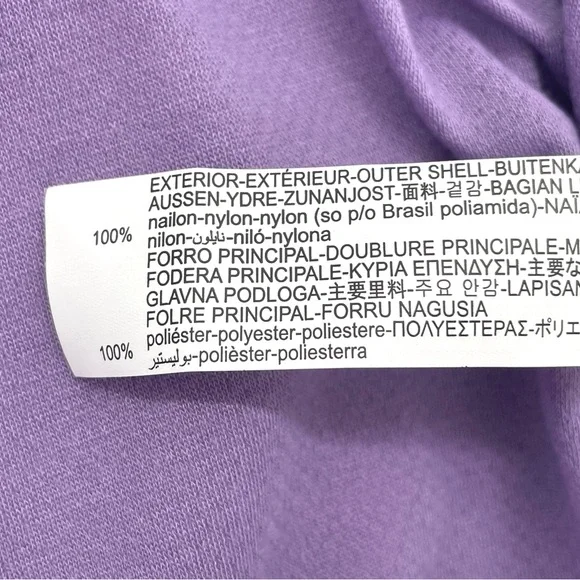 EXTERIOR-EXTÉRIEUR-OUTER SHELL-BUITENKA
AUSSEN-YDRE-ZUNANJOST-面料-겉감-BAGIAN L
nailon-nylon-nylon (so p/o Brasil poliamida)-NAÏ
100% nilon-نايلون-niló-nylona
FORRO PRINCIPAL-DOUBLURE PRINCIPALE-M
FODERA PRINCIPALE-ΚΥΡΙΑ ΕΠΕΝΔΥΣΗ-主要な
GLAVNA PODLOGA-主要里料-주요 안감-LAPISAN
FOLRE PRINCIPAL-FORRU NAGUSIA
poliéster-polyester-poliestere-ΠΟΛΥΕΣΤΕΡΑΣ-ポリエ
100% بوليستير-polièster-poliesterra